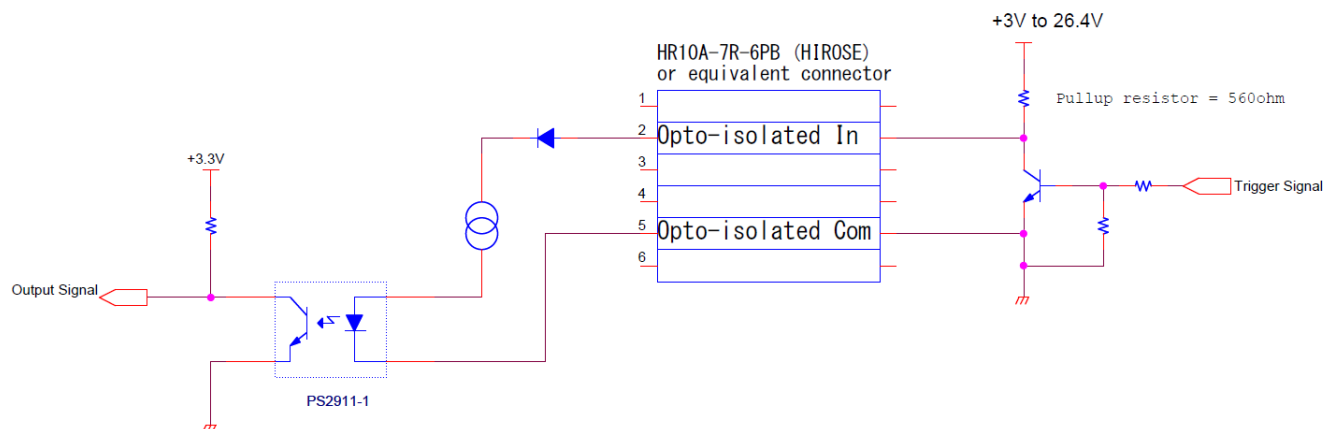 +3V to 26.4V
HR10A-7R-6PB (HIROSE)
or equivalent connector
1
Pullup resistor = 560ohm
2
Opto-isolated In
+3.3V
3
Trigger Signal
4
5
Opto-isolated Com
6
Output Signal
PS2911-1